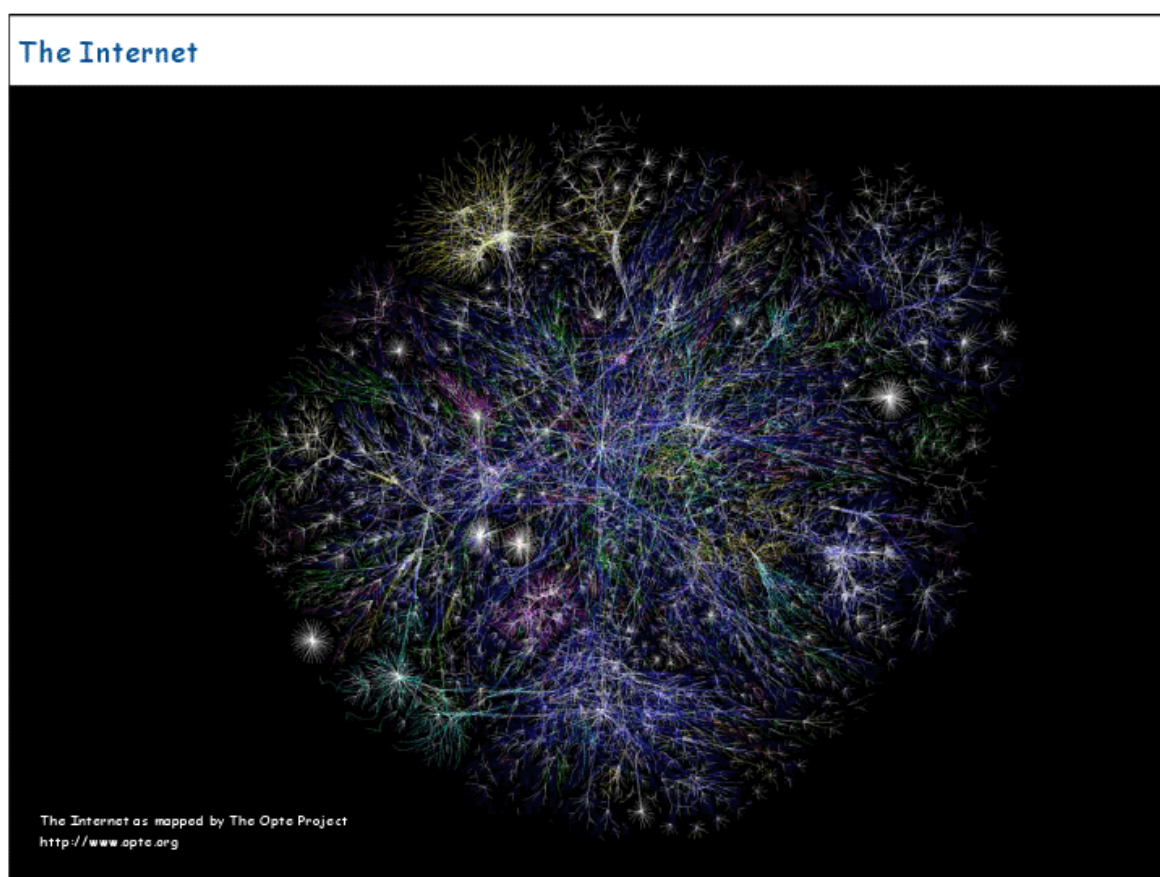 The Internet
The Internet as mapped by The Opte Project
http://www.opte.org